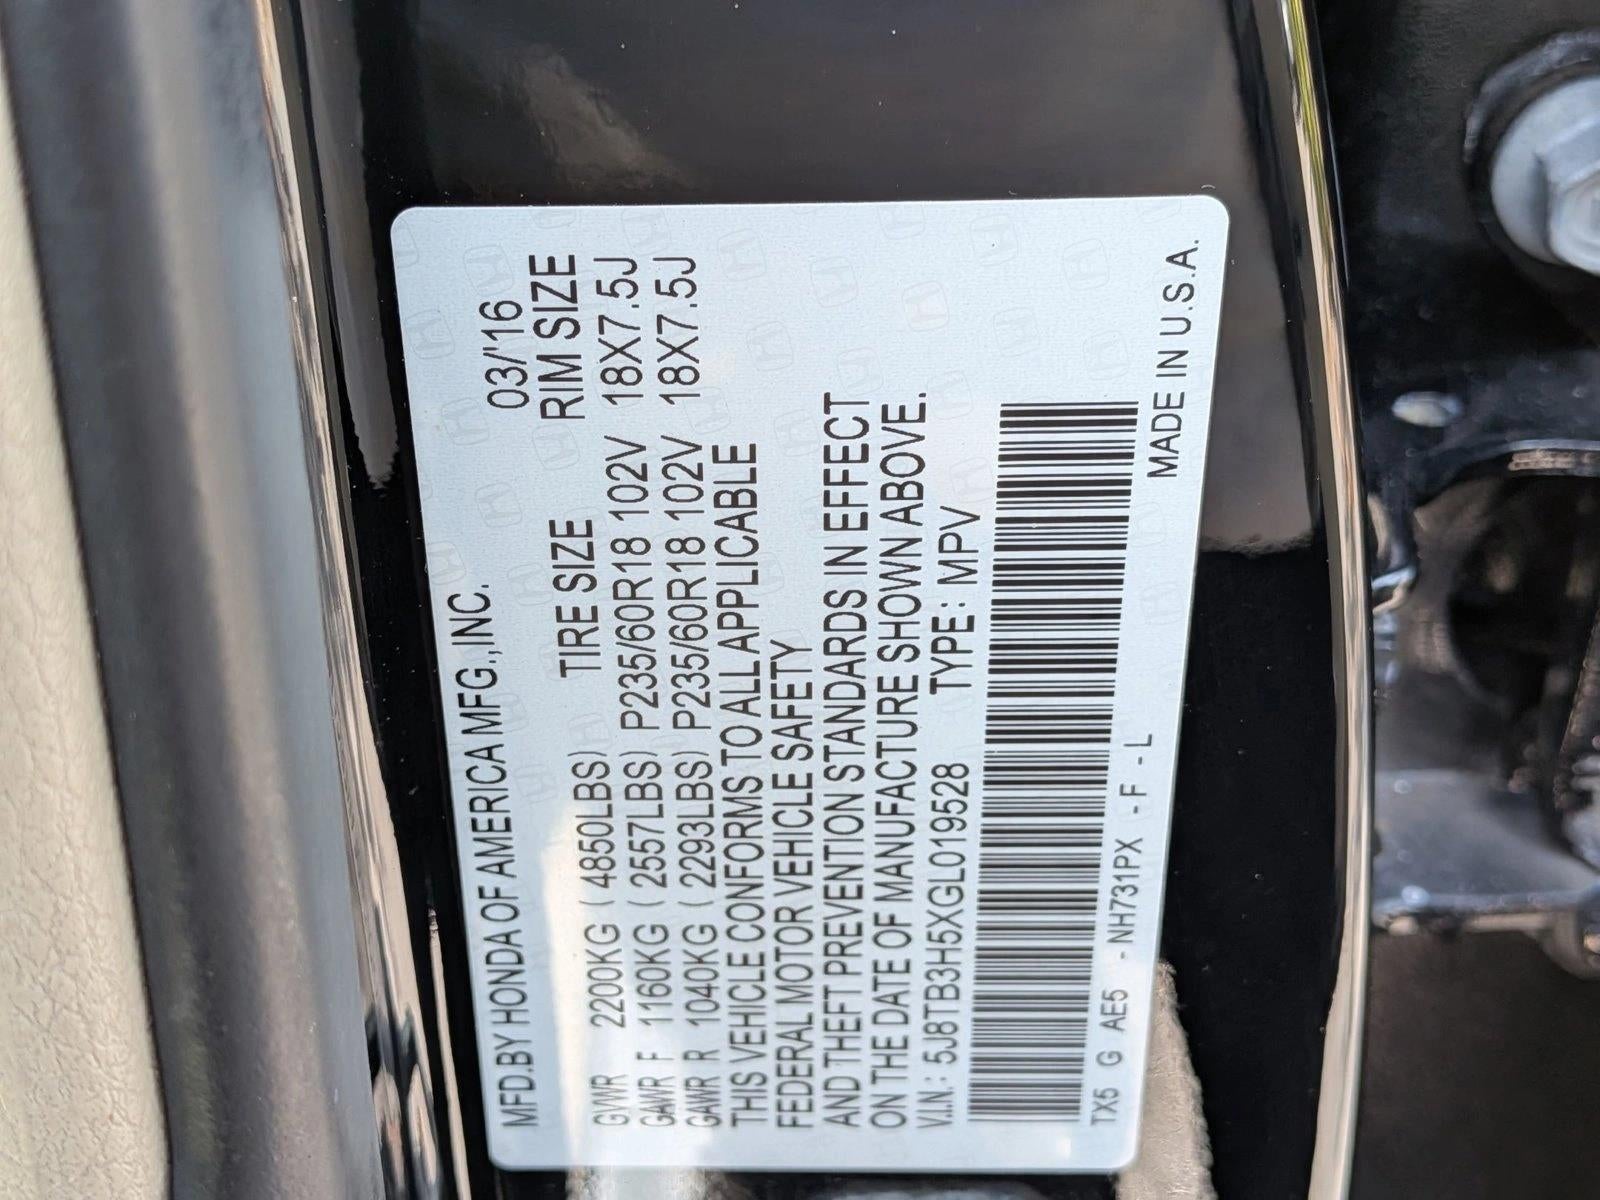 MFD.BY HONDA OF AMERICA MFG.,INC. 03/'16
TIRE SIZE RIM SIZE
GVWR 2200KG ( 4850LBS)
GAWR F 1160KG ( 2557LBS) P235/60R18 102V 18X7.5J
GAWR R 1040KG ( 2293LBS) P235/60R18 102V 18X7.5J
THIS VEHICLE CONFORMS TO ALL APPLICABLE
FEDERAL MOTOR VEHICLE SAFETY
AND THEFT PREVENTION STANDARDS IN EFFECT
ON THE DATE OF MANUFACTURE SHOWN ABOVE.
V.I.N.: 5J8TB3H5XGL019528 TYPE: MPV
TX5 G AE5 - NH731PX - F - L
MADE IN U.S.A.